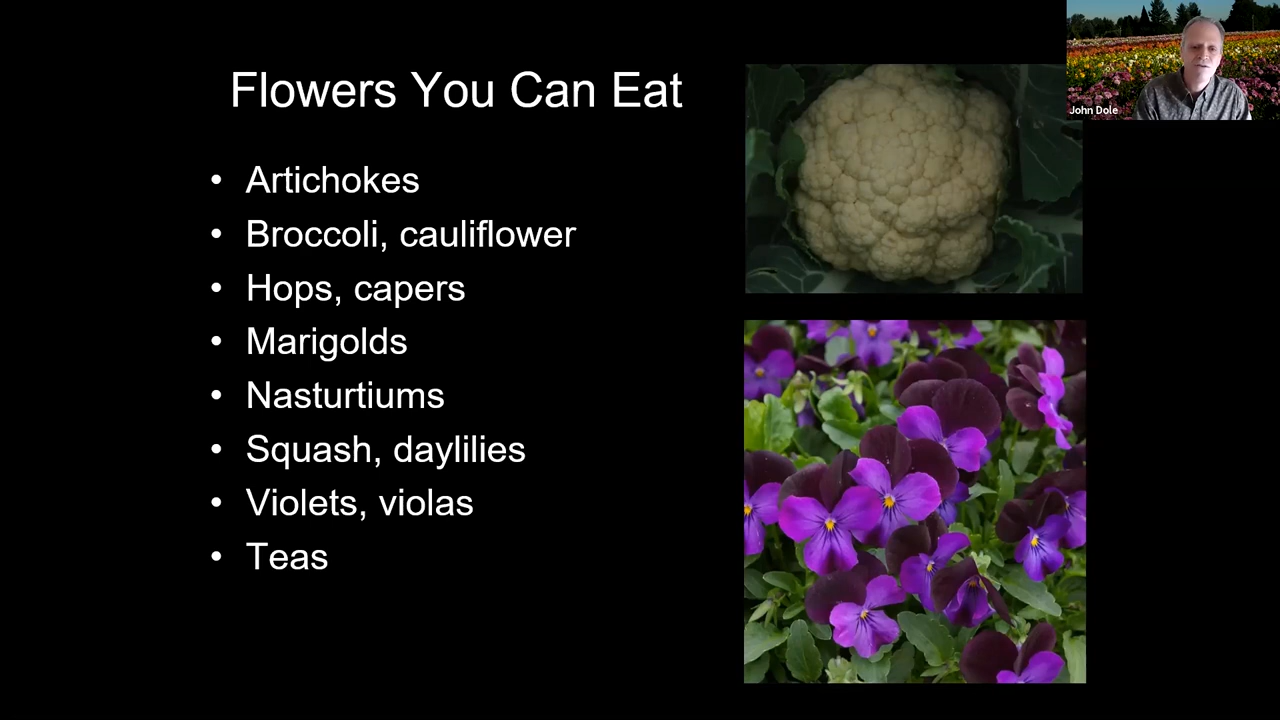 Flowers You Can Eat
• Artichokes
• Broccoli, cauliflower
• Hops, capers
• Marigolds
• Nasturtiums
• Squash, daylilies
• Violets, violas
• Teas
John Dole